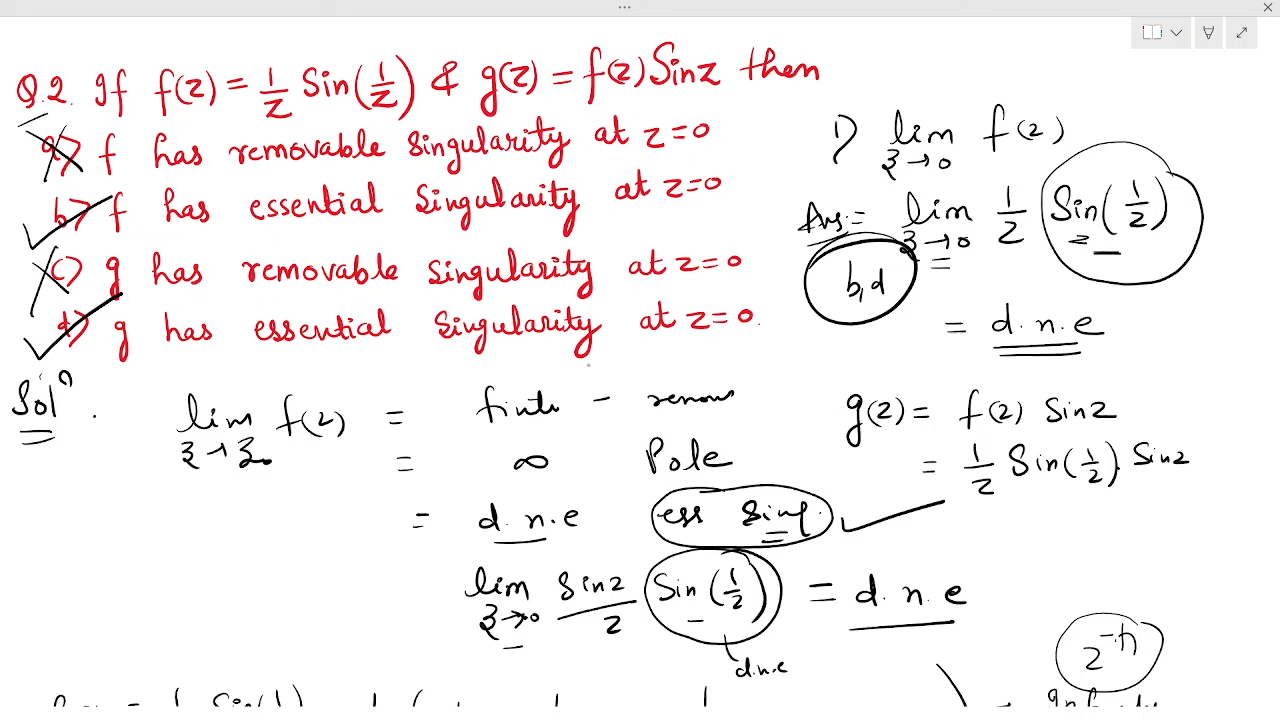 Q.2. If f(z) = 1/z Sin(1/z) & g(z) = f(z) Sinz then
a) f has removable singularity at z=0
b) f has essential Singularity at z=0
c) g has removable singularity at z=0
d) g has essential Singularity at z=0.
1) lim z→0 f(z)
Ans:= lim z→0 1/z Sin(1/z)
b,d
= d.n.e
Solⁿ.
lim z→z₀ f(z) = finite -
= ∞ Pole
= d.n.e ess Sing.
g(z) = f(z) Sinz
= 1/z Sin(1/z). Sinz
lim z→0 Sinz/z Sin(1/z) = d.n.e
d.n.e
z⁻ⁿ